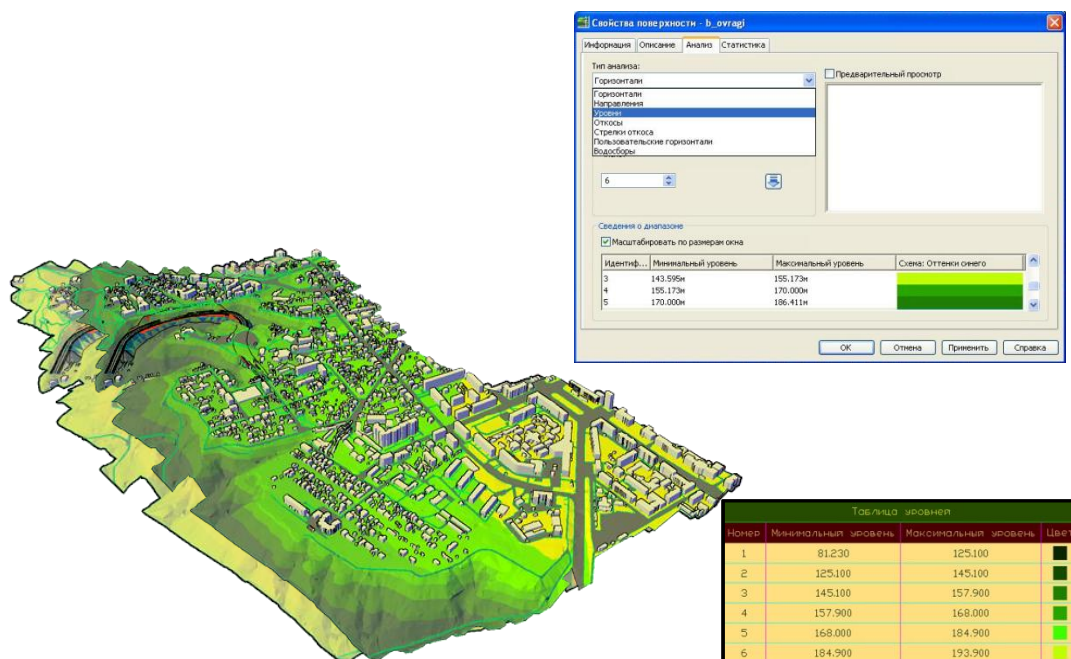 Свойства поверхности - b_ovragi
Информация Описание Анализ Статистика
Тип анализа:
Горизонтали
Предварительный просмотр
Горизонтали
Направления
Уровни
Откосы
Стрелки откоса
Пользовательские горизонтали
Водосборы
6
Сведения о диапазоне
Масштабировать по размерам окна
Идентиф... Минимальный уровень Максимальный уровень Схема: Оттенки синего
3 143.595м 155.173м
4 155.173м 170.000м
5 170.000м 186.411м
ОК Отмена Применить Справка
Таблица уровней
Номер Минимальный уровень Максимальный уровень Цвет
1 81.230 125.100
2 125.100 145.100
3 145.100 157.900
4 157.900 168.000
5 168.000 184.900
6 184.900 193.900